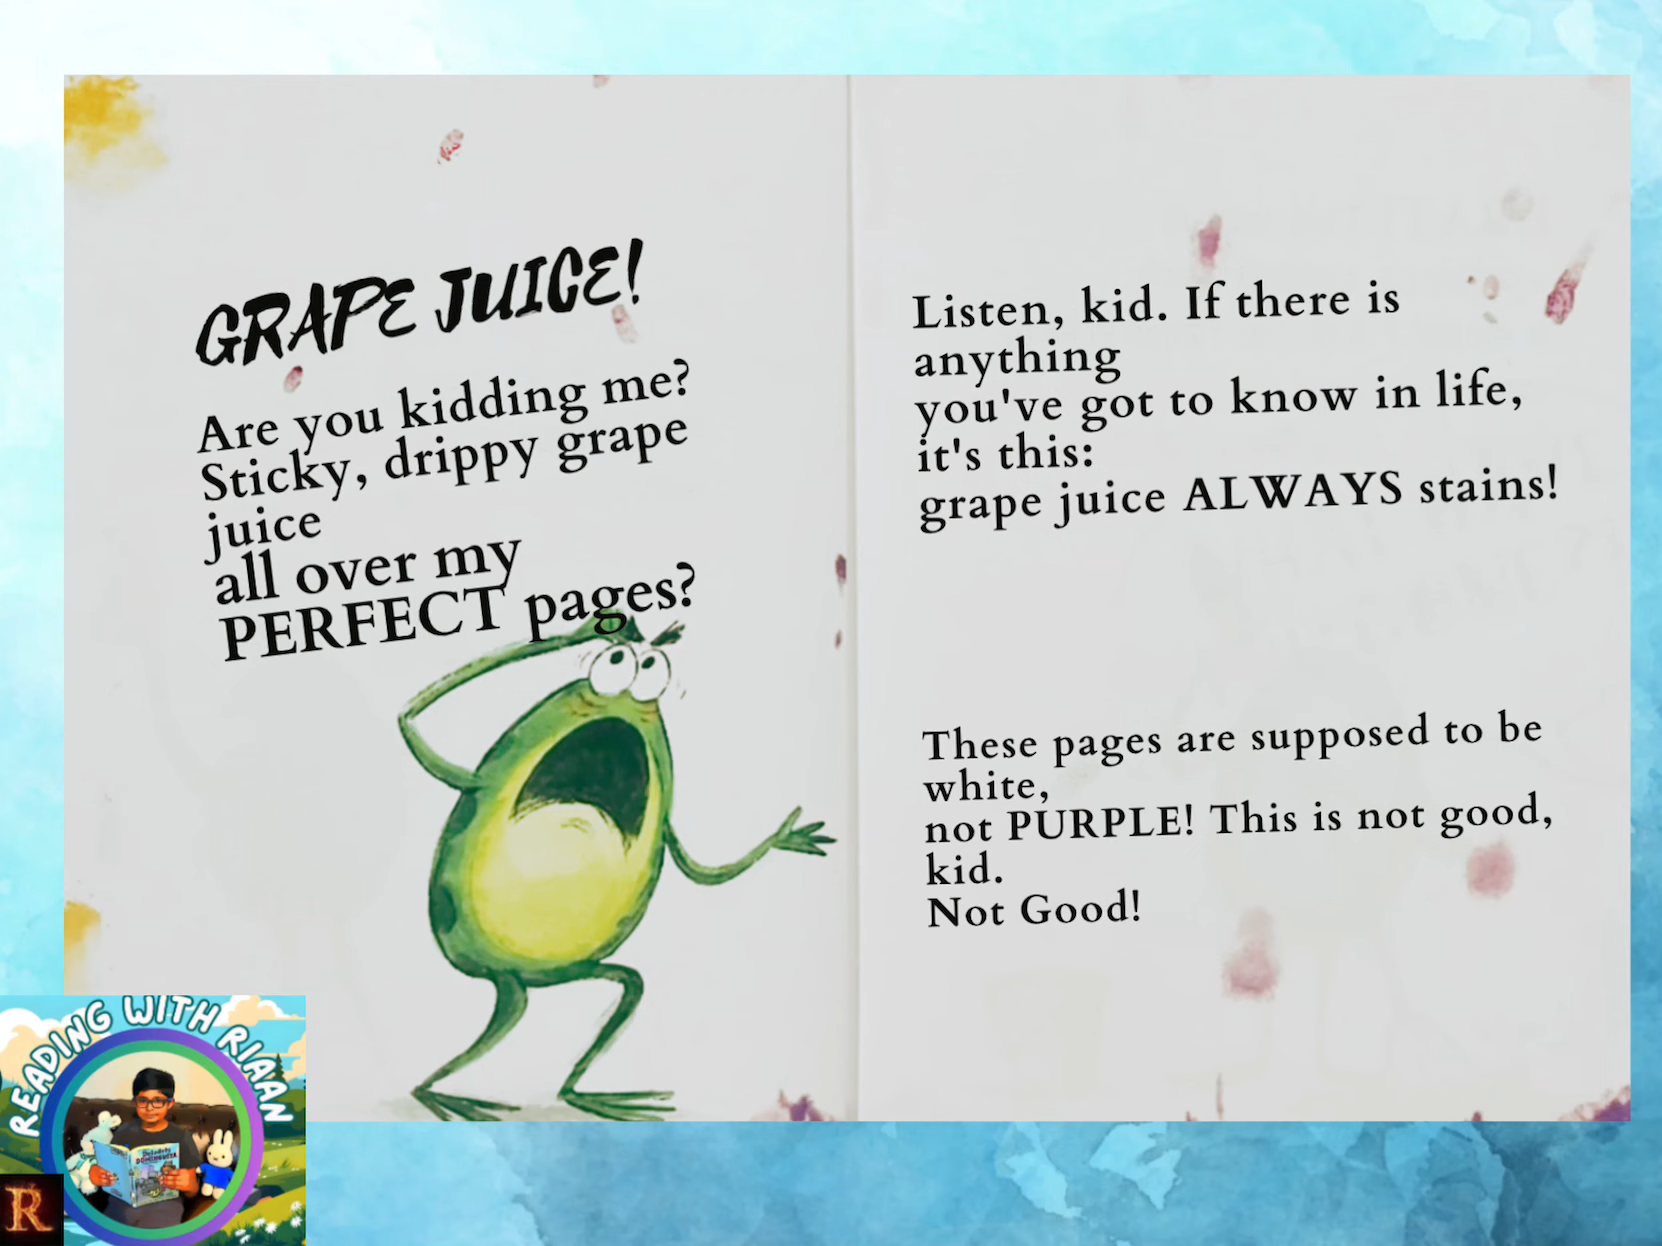 GRAPE JUICE!
Are you kidding me?
Sticky, drippy grape
juice
all over my
PERFECT pages?
Listen, kid. If there is
anything
you've got to know in life,
it's this:
grape juice ALWAYS stains!
These pages are supposed to be
white,
not PURPLE! This is not good,
kid.
Not Good!
READING WITH RIAAN
R